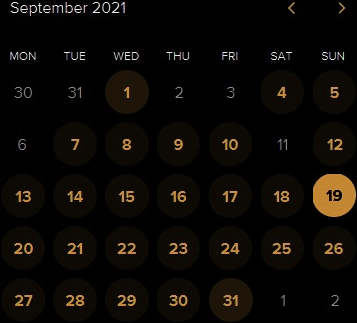 September 2021
MON TUE WED THU FRI SAT SUN
30 31 1 2 3 4 5
6 7 8 9 10 11 12
13 14 15 16 17 18 19
20 21 22 23 24 25 26
27 28 29 30 31 1 2